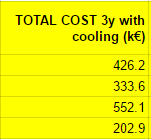 TOTAL COST 3y with
cooling (k€)
426.2
333.6
552.1
202.9